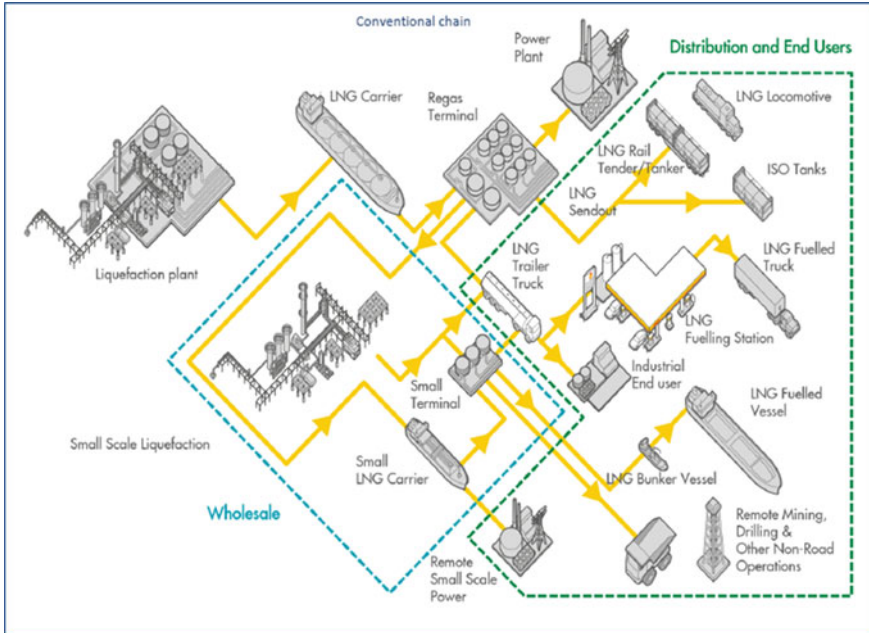 Conventional chain
Power
Plant
Distribution and End Users
LNG Carrier
Regas
Terminal
LNG Locomotive
LNG Rail
Tender/Tanker
ISO Tanks
LNG
Sendout
Liquefaction plant
LNG
Trailer
Truck
LNG Fuelled
Truck
LNG
Fuelling Station
Industrial
End user
Small
Terminal
LNG Fuelled
Vessel
Small Scale Liquefaction
Small
LNG Carrier
LNG Bunker Vessel
Wholesale
Remote Mining,
Drilling &
Other Non-Road
Operations
Remote
Small Scale
Power